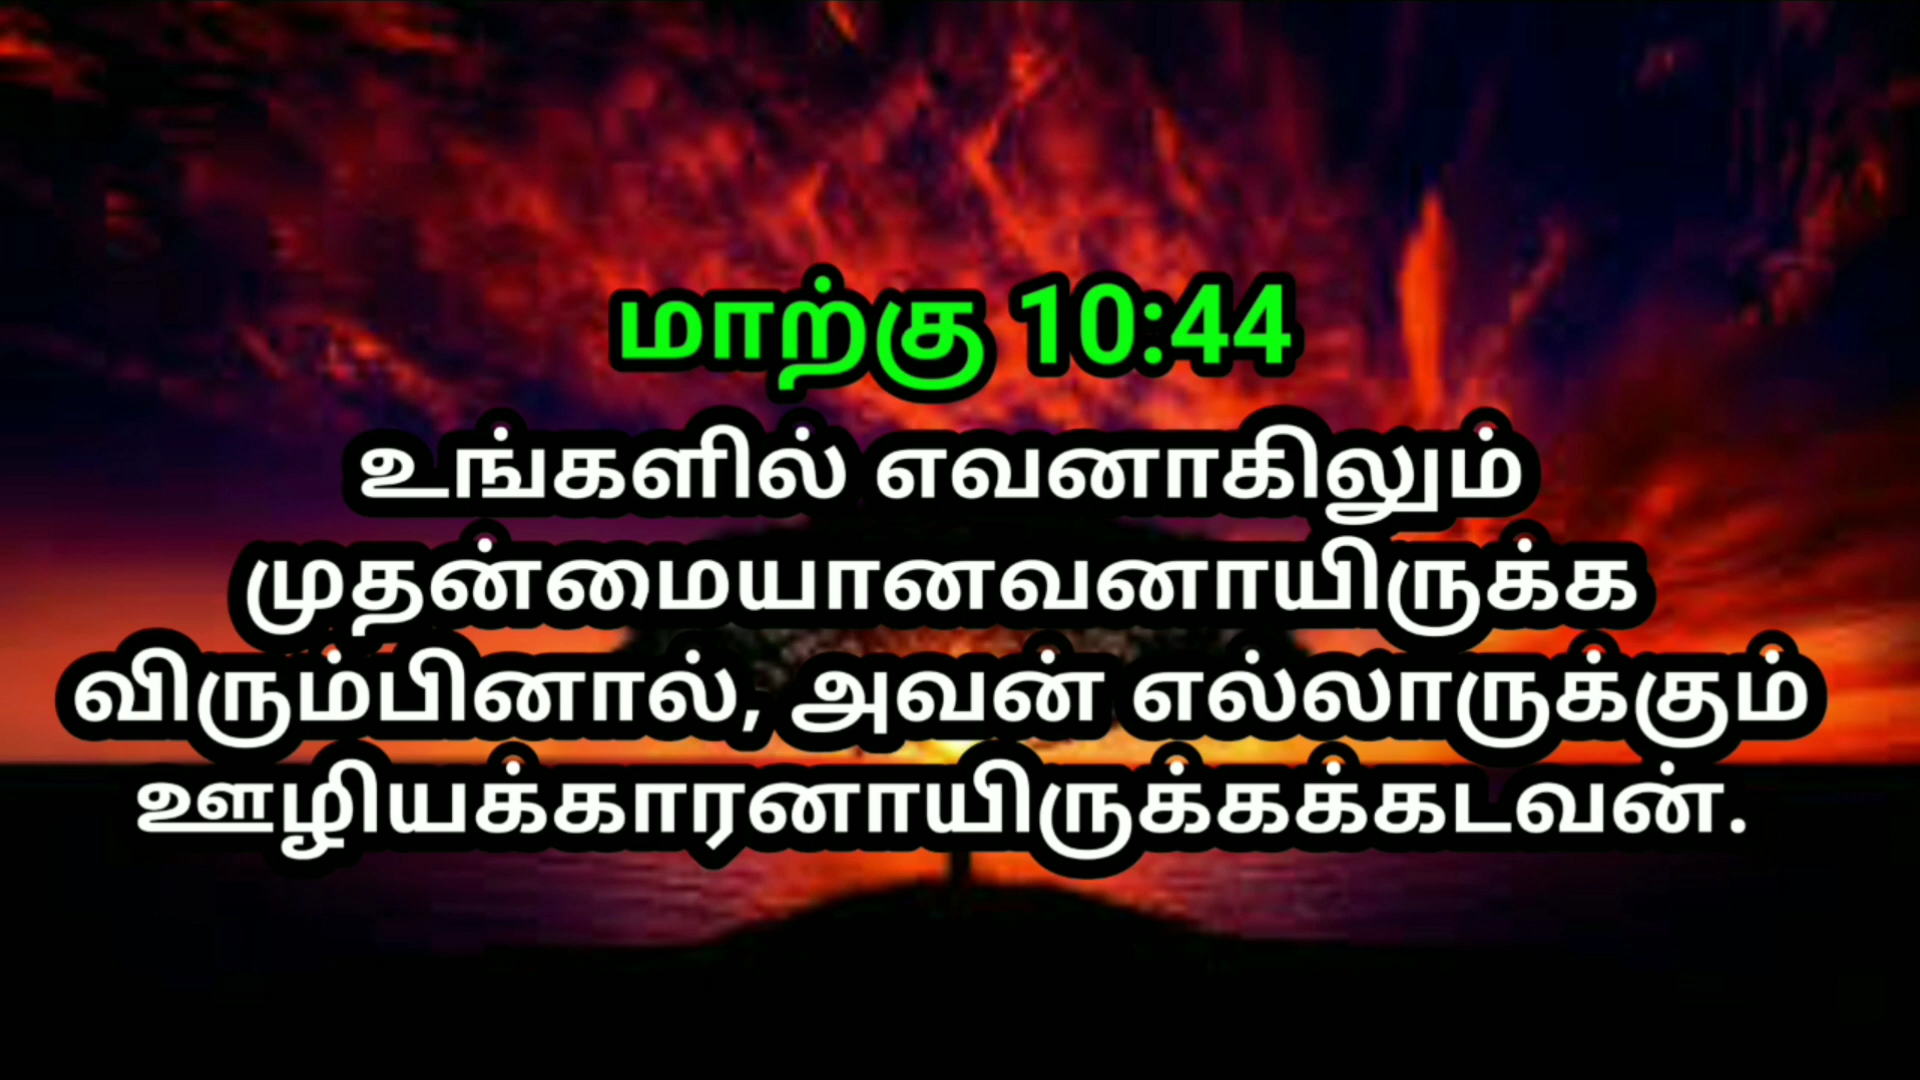 மாற்கு 10:44
உங்களில் எவனாகிலும்
முதன்மையானவனாயிருக்க
விரும்பினால், அவன் எல்லாருக்கும்
ஊழியக்காரனாயிருக்கக்கடவன்.